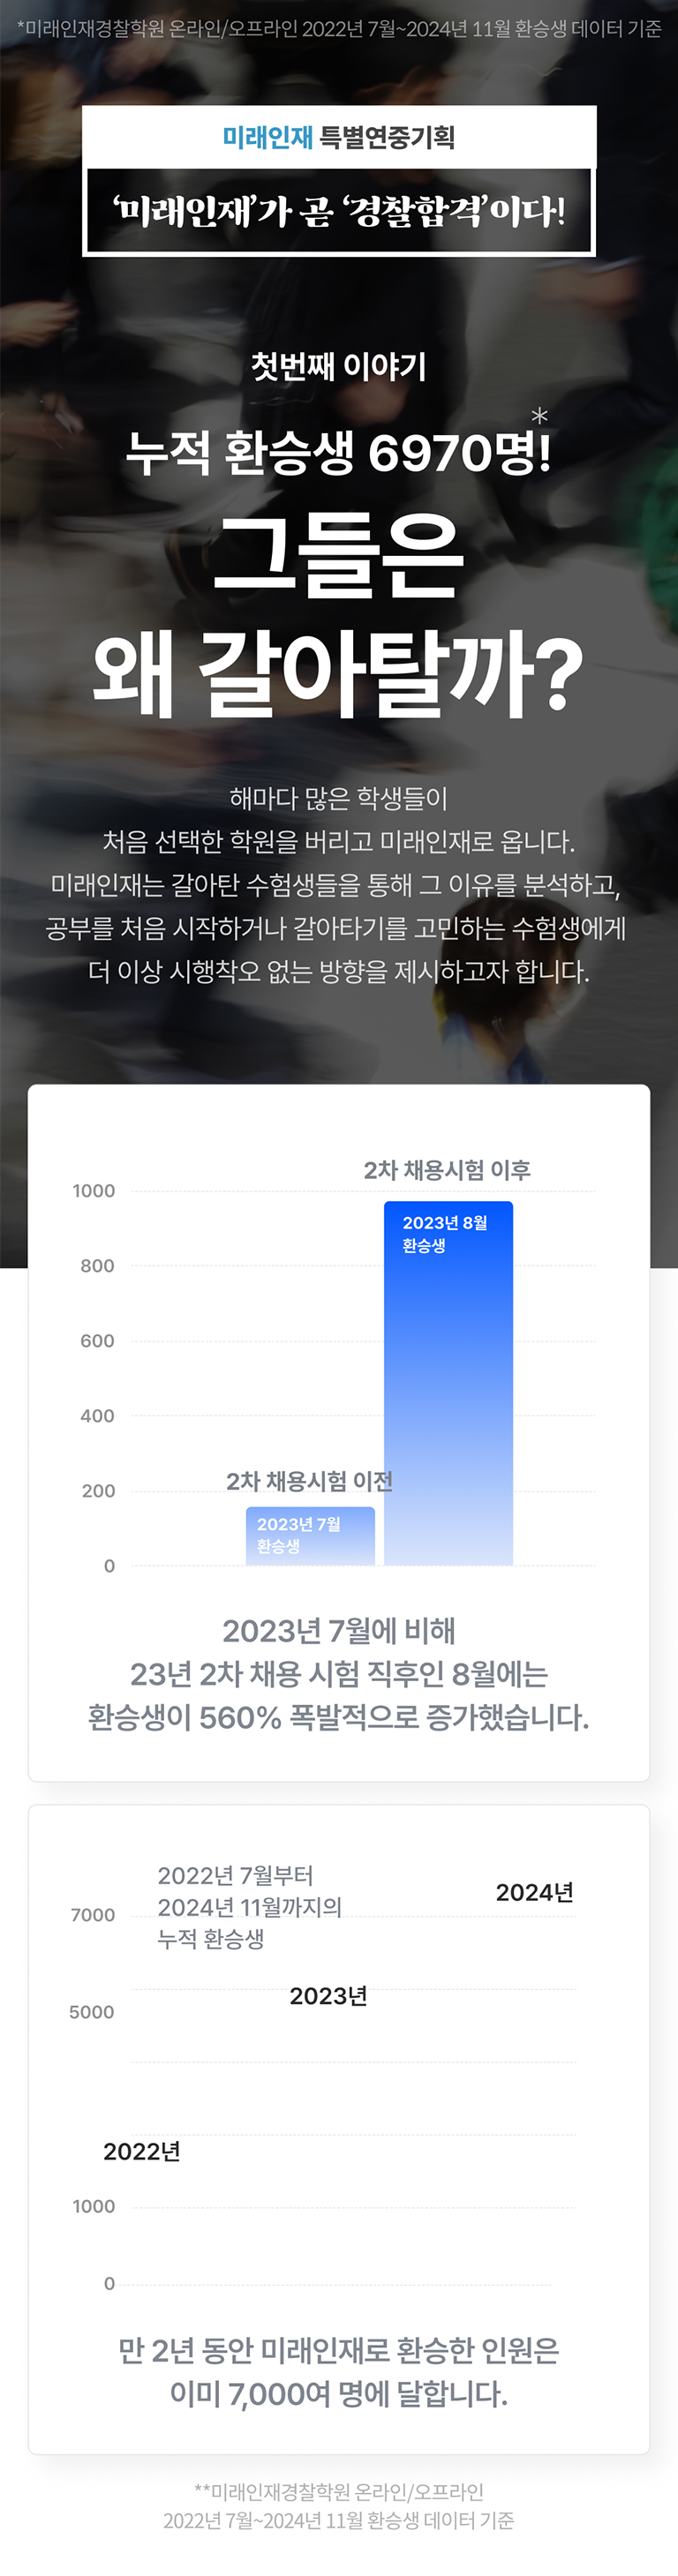 *미래인재경찰학원 온라인/오프라인 2022년 7월~2024년 11월 환승생 데이터 기준
미래인재 특별연중기획
‘미래인재’가 곧 ‘경찰합격’이다!
첫번째 이야기
누적 환승생 6970명!*
그들은
왜 갈아탈까?
해마다 많은 학생들이
처음 선택한 학원을 버리고 미래인재로 옵니다.
미래인재는 갈아탄 수험생들을 통해 그 이유를 분석하고,
공부를 처음 시작하거나 갈아타기를 고민하는 수험생에게
더 이상 시행착오 없는 방향을 제시하고자 합니다.
2차 채용시험 이후
1000
2023년 8월
환승생
800
600
400
2차 채용시험 이전
200
2023년 7월
환승생
0
2023년 7월에 비해
23년 2차 채용 시험 직후인 8월에는
환승생이 560% 폭발적으로 증가했습니다.
2022년 7월부터
2024년 11월까지의
누적 환승생
2024년
7000
2023년
5000
2022년
1000
0
만 2년 동안 미래인재로 환승한 인원은
이미 7,000여 명에 달합니다.
**미래인재경찰학원 온라인/오프라인
2022년 7월~2024년 11월 환승생 데이터 기준